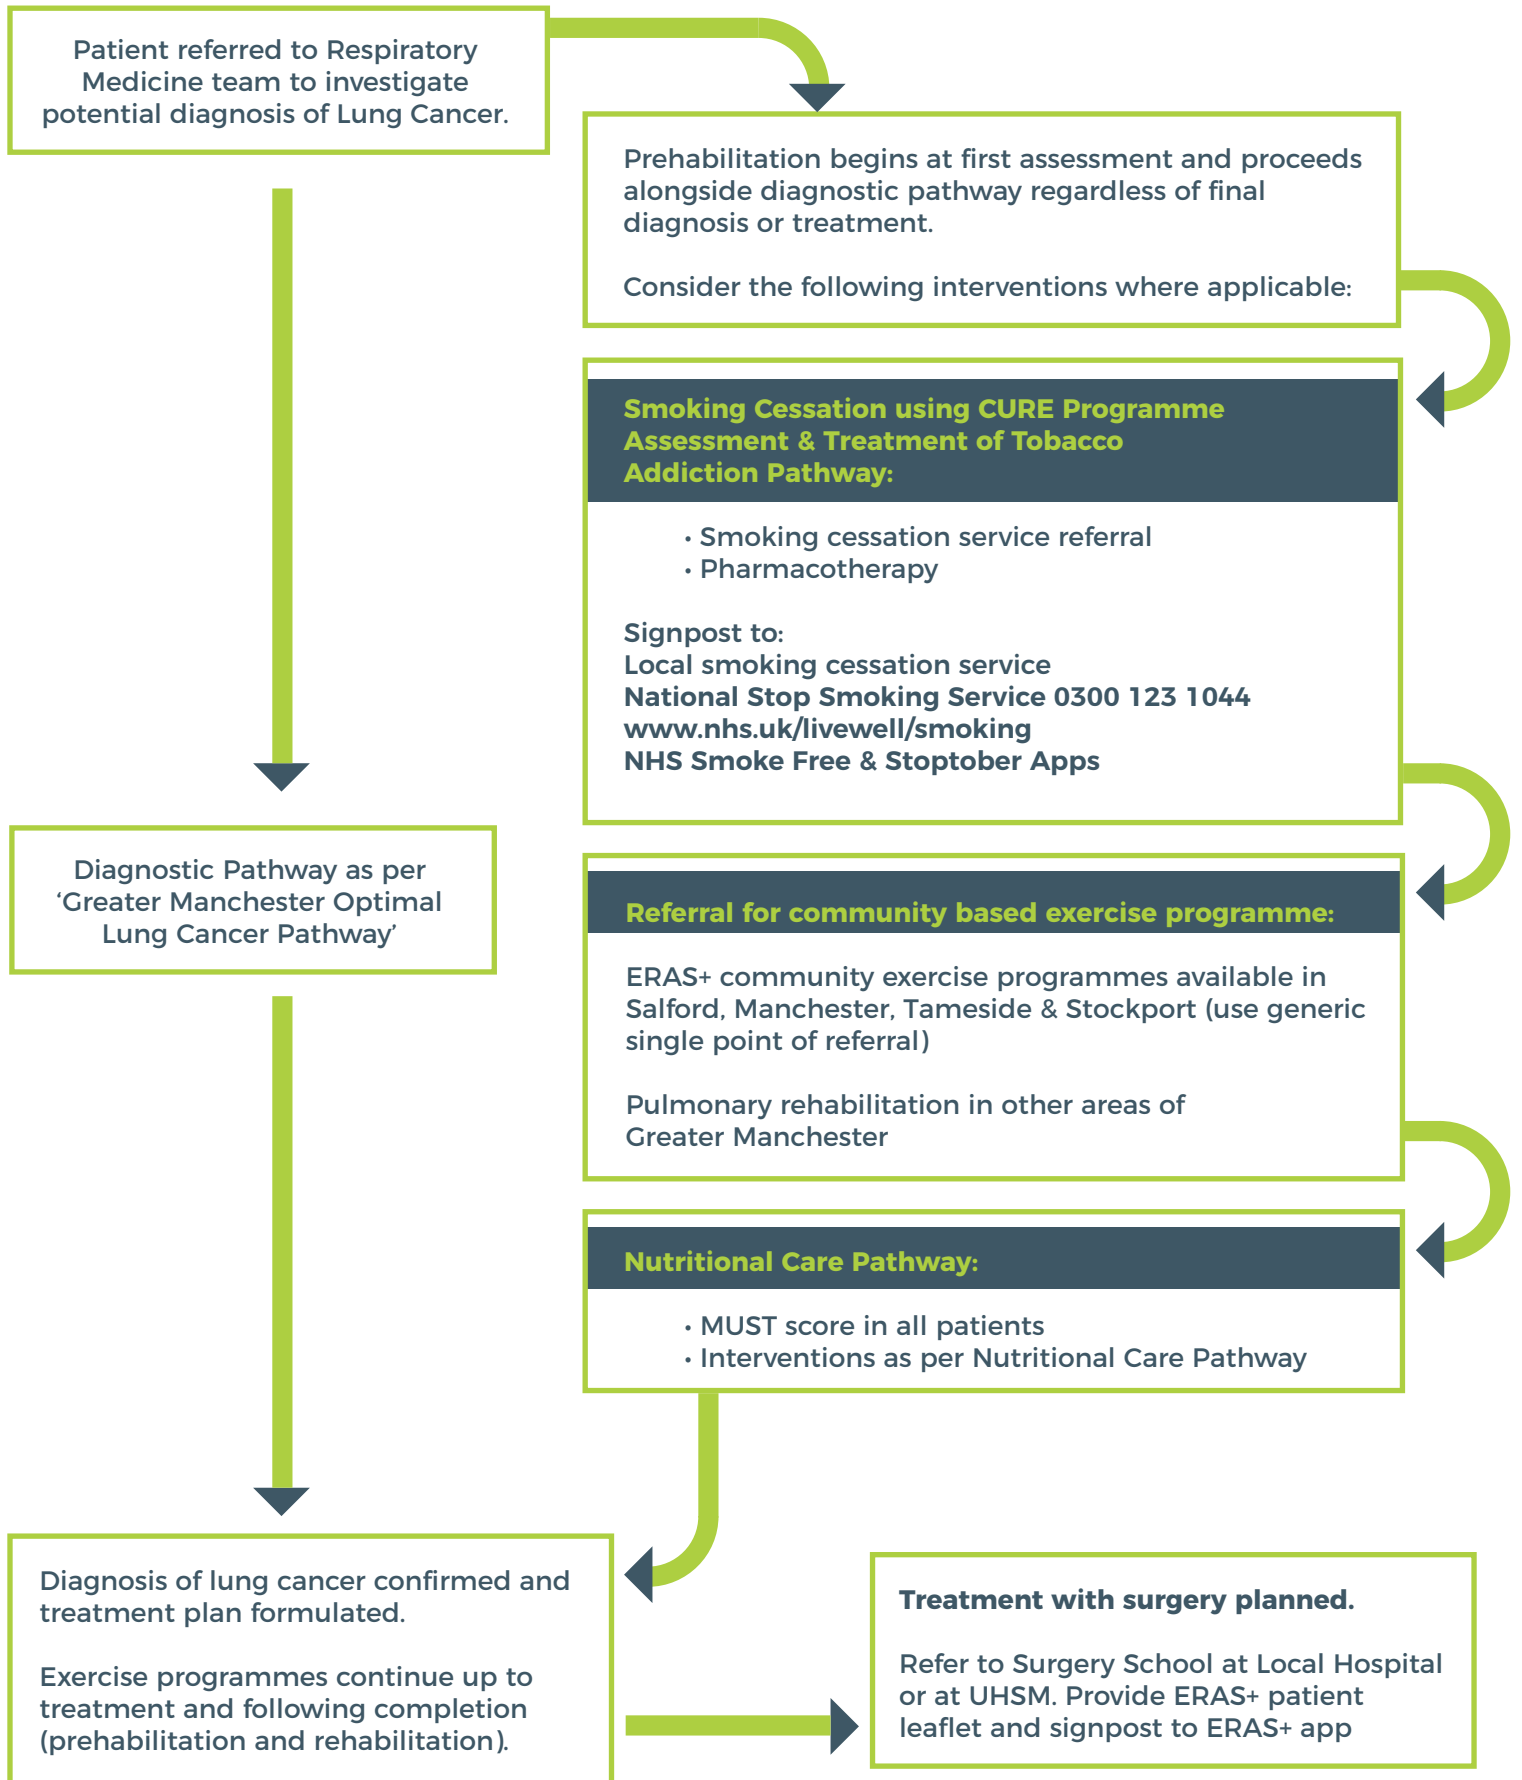 Patient referred to Respiratory
Medicine team to investigate
potential diagnosis of Lung Cancer.
Prehabilitation begins at first assessment and proceeds
alongside diagnostic pathway regardless of final
diagnosis or treatment.
Consider the following interventions where applicable:
Smoking Cessation using CURE Programme
Assessment & Treatment of Tobacco
Addiction Pathway:
• Smoking cessation service referral
• Pharmacotherapy
Signpost to:
Local smoking cessation service
National Stop Smoking Service 0300 123 1044
www.nhs.uk/livewell/smoking
NHS Smoke Free & Stoptober Apps
Diagnostic Pathway as per
‘Greater Manchester Optimal
Lung Cancer Pathway’
Referral for community based exercise programme:
ERAS+ community exercise programmes available in
Salford, Manchester, Tameside & Stockport (use generic
single point of referral)
Pulmonary rehabilitation in other areas of
Greater Manchester
Nutritional Care Pathway:
• MUST score in all patients
• Interventions as per Nutritional Care Pathway
Diagnosis of lung cancer confirmed and
treatment plan formulated.
Exercise programmes continue up to
treatment and following completion
(prehabilitation and rehabilitation).
Treatment with surgery planned.
Refer to Surgery School at Local Hospital
or at UHSM. Provide ERAS+ patient
leaflet and signpost to ERAS+ app